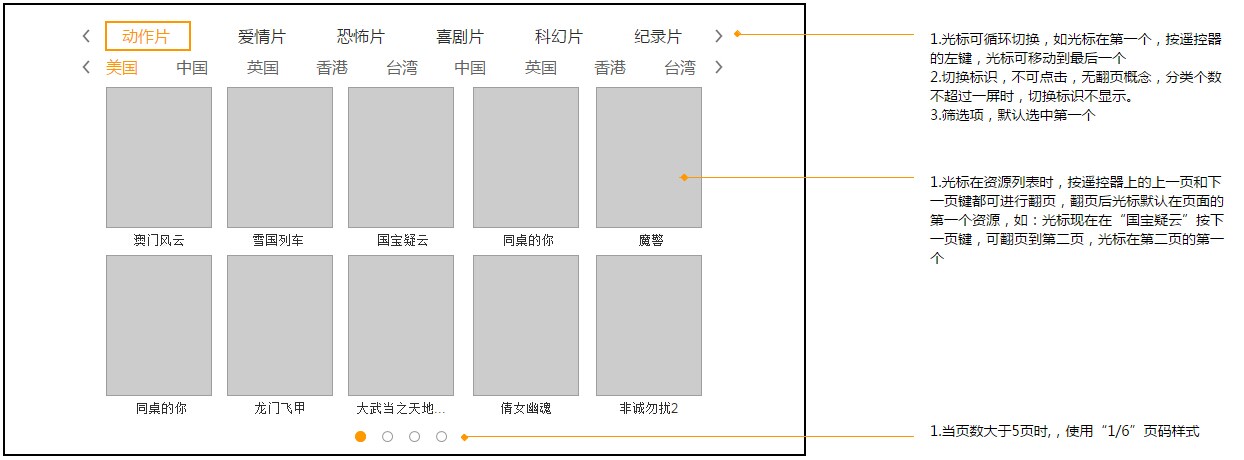 动作片 爱情片 恐怖片 喜剧片 科幻片 纪录片
美国 中国 英国 香港 台湾 中国 英国 香港 台湾
澳门风云 雪国列车 国宝疑云 同桌的你 魔警
同桌的你 龙门飞甲 大武当之天地... 倩女幽魂 非诚勿扰2
1.光标可循环切换，如光标在第一个，按遥控器
的左键，光标可移动到最后一个
2.切换标识，不可点击，无翻页概念，分类个数
不超过一屏时，切换标识不显示。
3.筛选项，默认选中第一个
1.光标在资源列表时，按遥控器上的上一页和下
一页键都可进行翻页，翻页后光标默认在页面的
第一个资源，如：光标现在在“国宝疑云”按下
一页键，可翻页到第二页，光标在第二页的第一
个
1.当页数大于5页时,，使用“1/6”页码样式